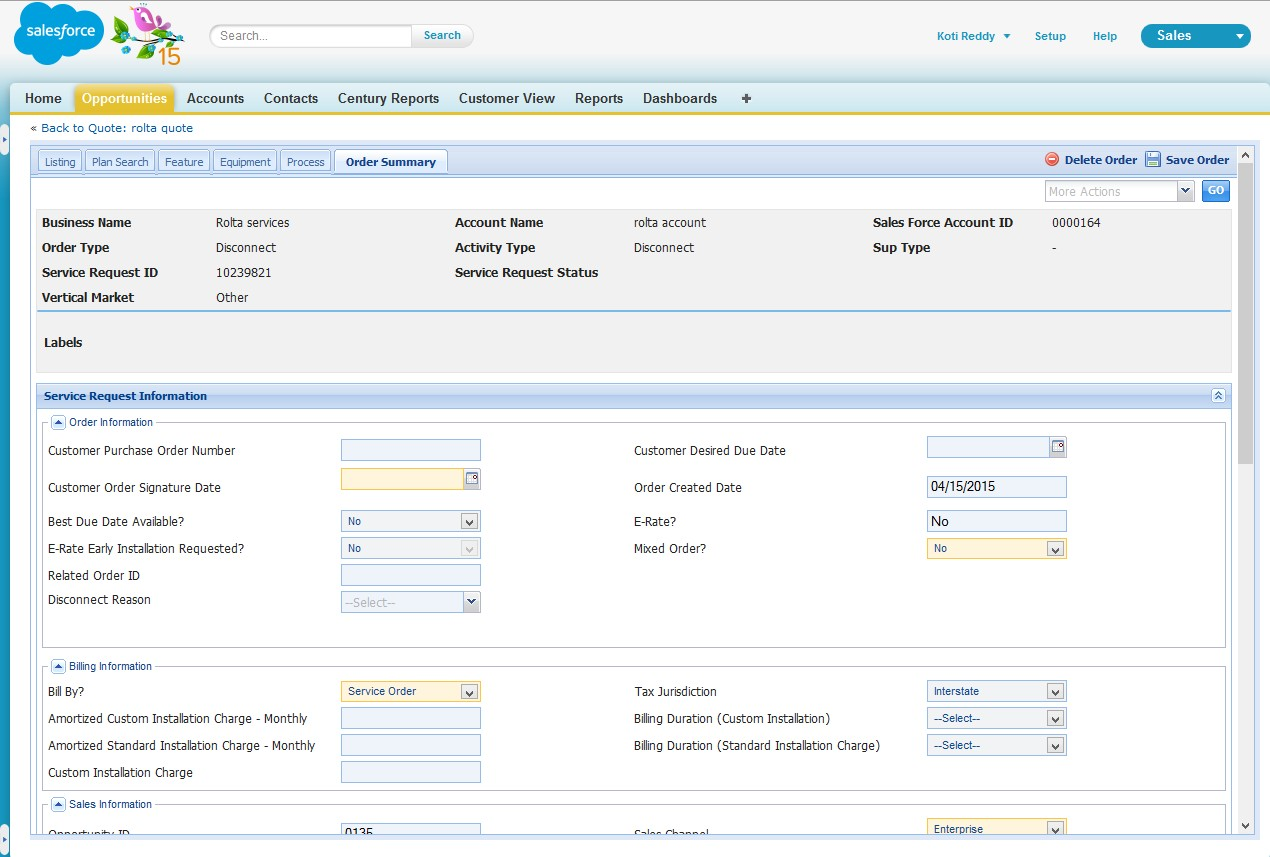 salesforce
15
Search...
Search
Koti Reddy Setup Help Sales
Home Opportunities Accounts Contacts Century Reports Customer View Reports Dashboards +
« Back to Quote: rolta quote
Listing Plan Search Feature Equipment Process Order Summary Delete Order Save Order
More Actions GO
Business Name Rolta services Account Name rolta account Sales Force Account ID 0000164
Order Type Disconnect Activity Type Disconnect Sup Type -
Service Request ID 10239821 Service Request Status
Vertical Market Other
Labels
Service Request Information
Order Information
Customer Purchase Order Number Customer Desired Due Date
Customer Order Signature Date Order Created Date 04/15/2015
Best Due Date Available? No E-Rate? No
E-Rate Early Installation Requested? No Mixed Order? No
Related Order ID
Disconnect Reason --Select--
Billing Information
Bill By? Service Order Tax Jurisdiction Interstate
Amortized Custom Installation Charge - Monthly Billing Duration (Custom Installation) --Select--
Amortized Standard Installation Charge - Monthly Billing Duration (Standard Installation Charge) --Select--
Custom Installation Charge
Sales Information
Opportunity ID 0135 Sales Channel Enterprise